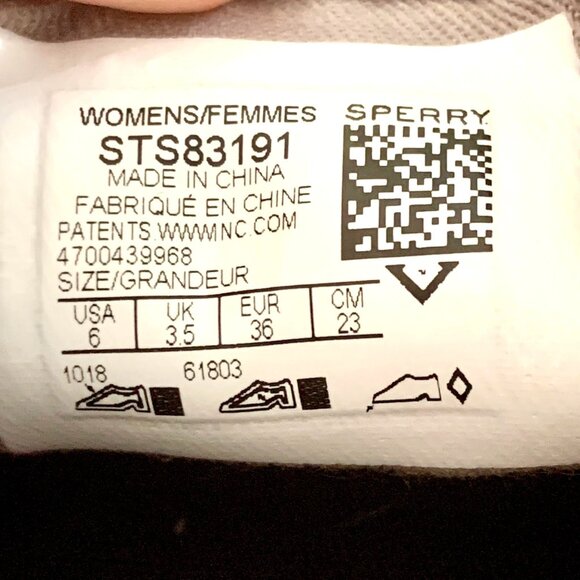 WOMENS/FEMMES
SPERRY
STS83191
MADE IN CHINA
FABRIQUÉ EN CHINE
PATENTS.WWWINC.COM
4700439968
SIZE/GRANDEUR
USA UK EUR CM
6 3.5 36 23
1018 61803